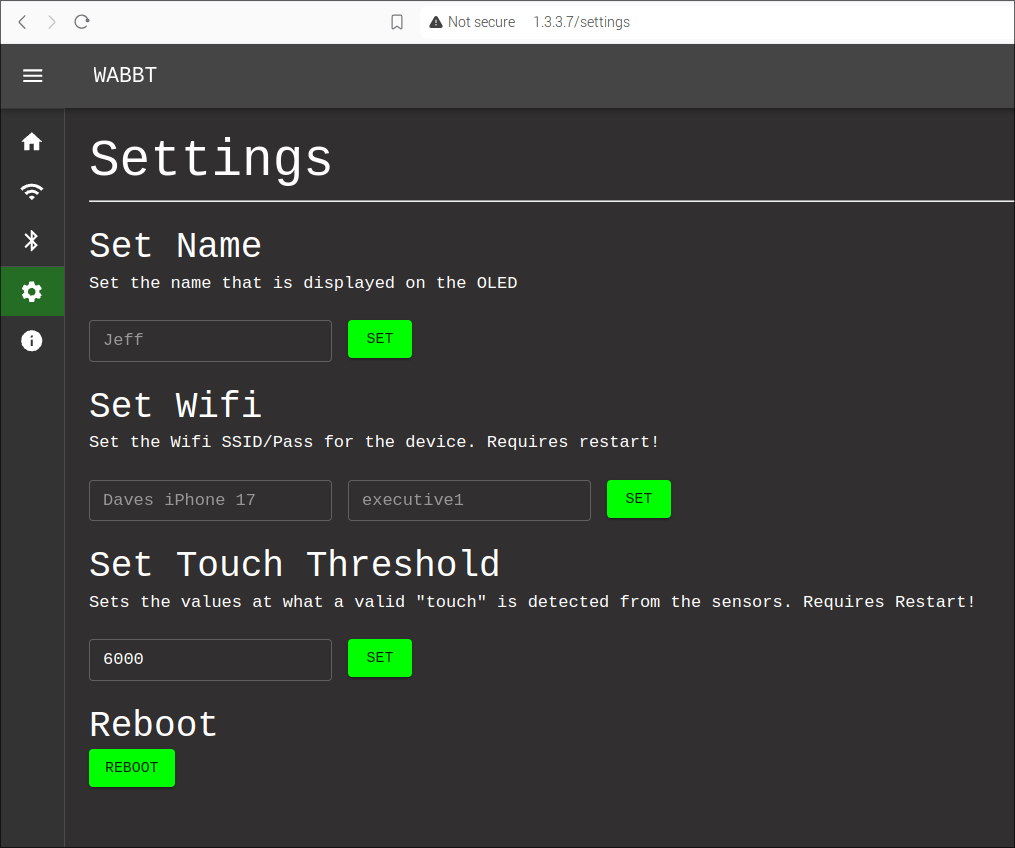 Not secure 1.3.3.7/settings
WABBT
Settings
Set Name
Set the name that is displayed on the OLED
Jeff SET
Set Wifi
Set the Wifi SSID/Pass for the device. Requires restart!
Daves iPhone 17 executive1 SET
Set Touch Threshold
Sets the values at what a valid "touch" is detected from the sensors. Requires Restart!
6000 SET
Reboot
REBOOT